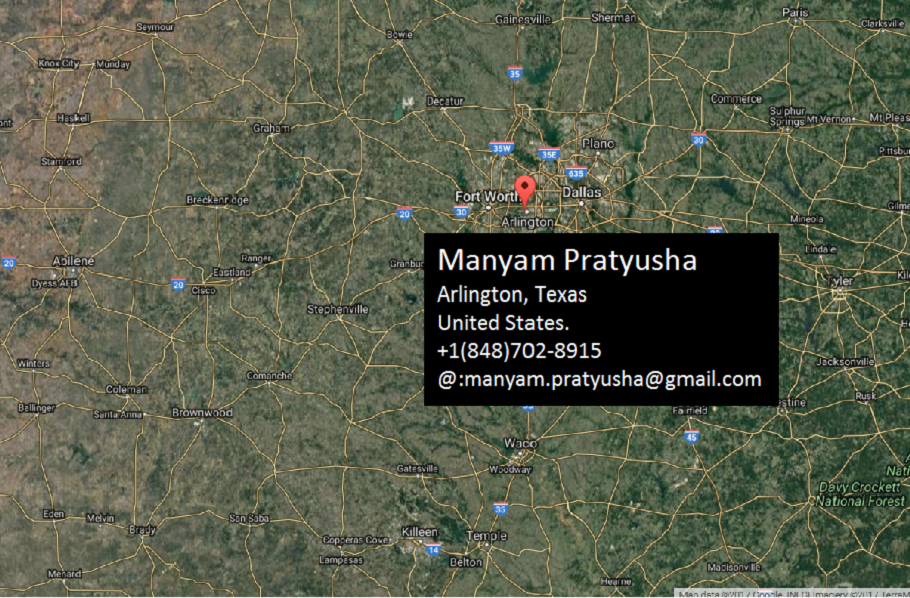 Paris
Gainesville
Sherman
Seymour
Clarksville
Bowie
Knox City
Munday
35
Decatur
Commerce
Sulphur
Springs
Mt Vernon
Mt Pleas
Haskell
Graham
30
Plano
35W
35E
Pittsbu
Stamford
635
Fort Worth
Dallas
Breckenridge
20
30
Arlington
Mineola
Gilme
20
Abilene
Ranger
Granbu
Lindale
Dyess AFB
Eastland
20
Cisco
Tyler
Stephenville
Manyam Pratyusha
Arlington, Texas
United States.
+1(848)702-8915
@:manyam.pratyusha@gmail.com
Winters
Jacksonville
Comanche
Coleman
Rusk
Ballinger
Santa Anna
Brownwood
Fairfield
estine
45
Waco
Gatesville
Woodway
Davy Crockett
National Forest
35
Eden
Melvin
San Saba
Brady
Killeen
Temple
Copperas Cove
14
Lampasas
Belton
Menard
Madisonville
Hearne
Map data ©2017 Google, INEGI Imagery ©2017 TerraM